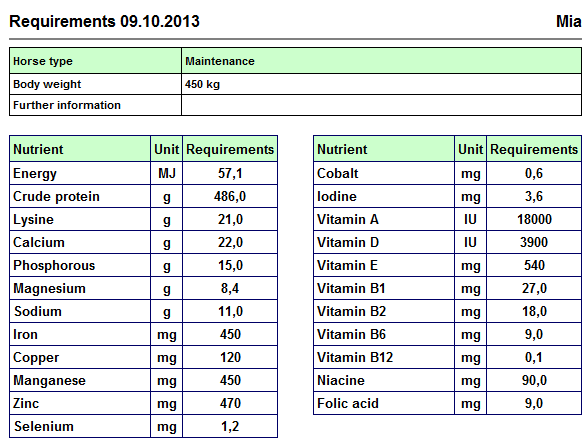 Requirements 09.10.2013 Mia
Horse type Maintenance
Body weight 450 kg
Further information
Nutrient Unit Requirements
Energy MJ 57,1
Crude protein g 486,0
Lysine g 21,0
Calcium g 22,0
Phosphorous g 15,0
Magnesium g 8,4
Sodium g 11,0
Iron mg 450
Copper mg 120
Manganese mg 450
Zinc mg 470
Selenium mg 1,2
Nutrient Unit Requirements
Cobalt mg 0,6
Iodine mg 3,6
Vitamin A IU 18000
Vitamin D IU 3900
Vitamin E mg 540
Vitamin B1 mg 27,0
Vitamin B2 mg 18,0
Vitamin B6 mg 9,0
Vitamin B12 mg 0,1
Niacine mg 90,0
Folic acid mg 9,0